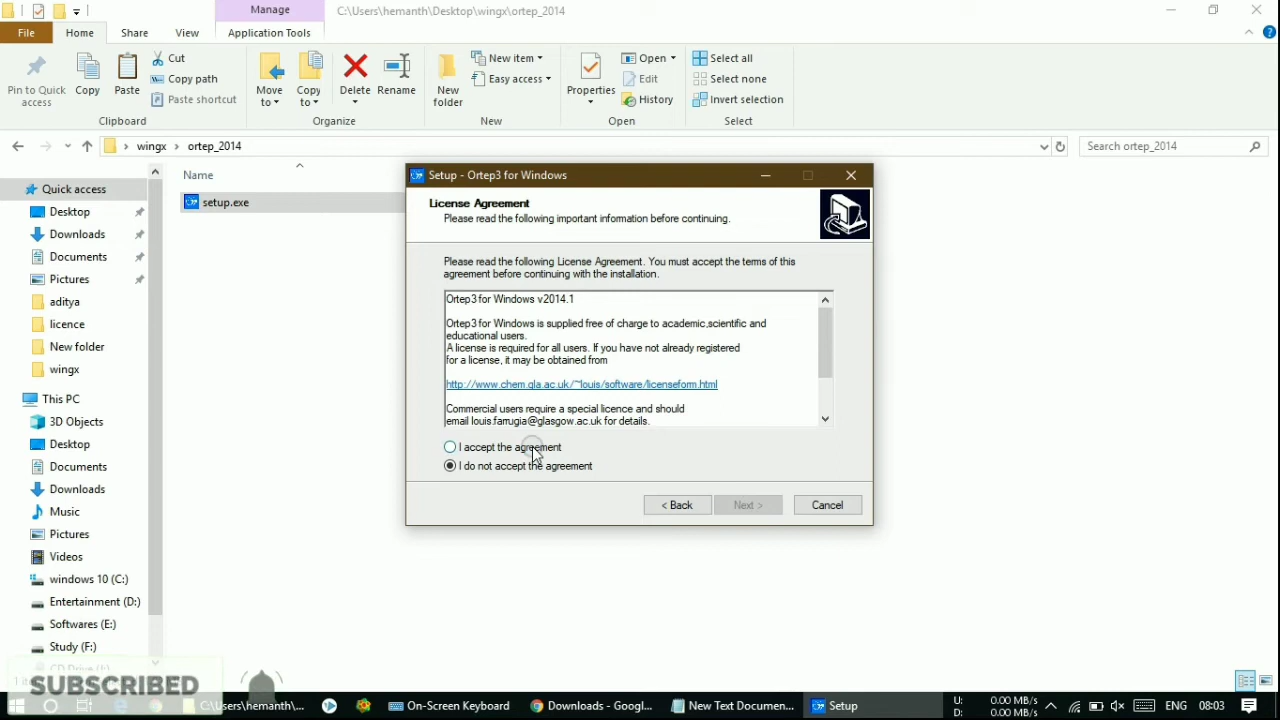 Manage
C:\Users\hemanth\Desktop\wingx\ortep_2014
File
Home
Share
View
Application Tools
Pin to Quick access
Copy
Paste
Cut
Copy path
Paste shortcut
Clipboard
Move to
Copy to
Delete
Rename
Organize
New folder
New item
Easy access
New
Properties
Open
Edit
History
Open
Select all
Select none
Invert selection
Select
wingx > ortep_2014
Search ortep_2014
Name
setup.exe
Quick access
Desktop
Downloads
Documents
Pictures
aditya
licence
New folder
wingx
This PC
3D Objects
Desktop
Documents
Downloads
Music
Pictures
Videos
windows 10 (C:)
Entertainment (D:)
Softwares (E:)
Study (F:)
Setup - Ortep3 for Windows
License Agreement
Please read the following important information before continuing.
Please read the following License Agreement. You must accept the terms of this
agreement before continuing with the installation.
Ortep3 for Windows v2014.1
Ortep3 for Windows is supplied free of charge to academic,scientific and
educational users.
A license is required for all users. If you have not already registered
for a license, it may be obtained from
http://www.chem.gla.ac.uk/~louis/software/licenseform.html
Commercial users require a special licence and should
email louis.farrugia@glasgow.ac.uk for details.
I accept the agreement
I do not accept the agreement
< Back
Next >
Cancel
SUBSCRIBED
C:\Users\hemanth\...
On-Screen Keyboard
Downloads - Googl...
New Text Documen...
Setup
U: 0.00 MB/s
D: 0.00 MB/s
ENG
08:03